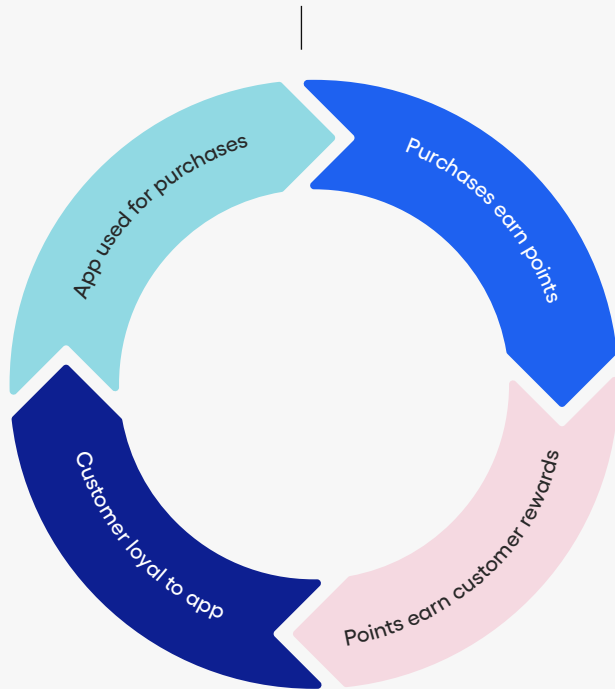 App used for purchases
Purchases earn points
Points earn customer rewards
Customer loyal to app